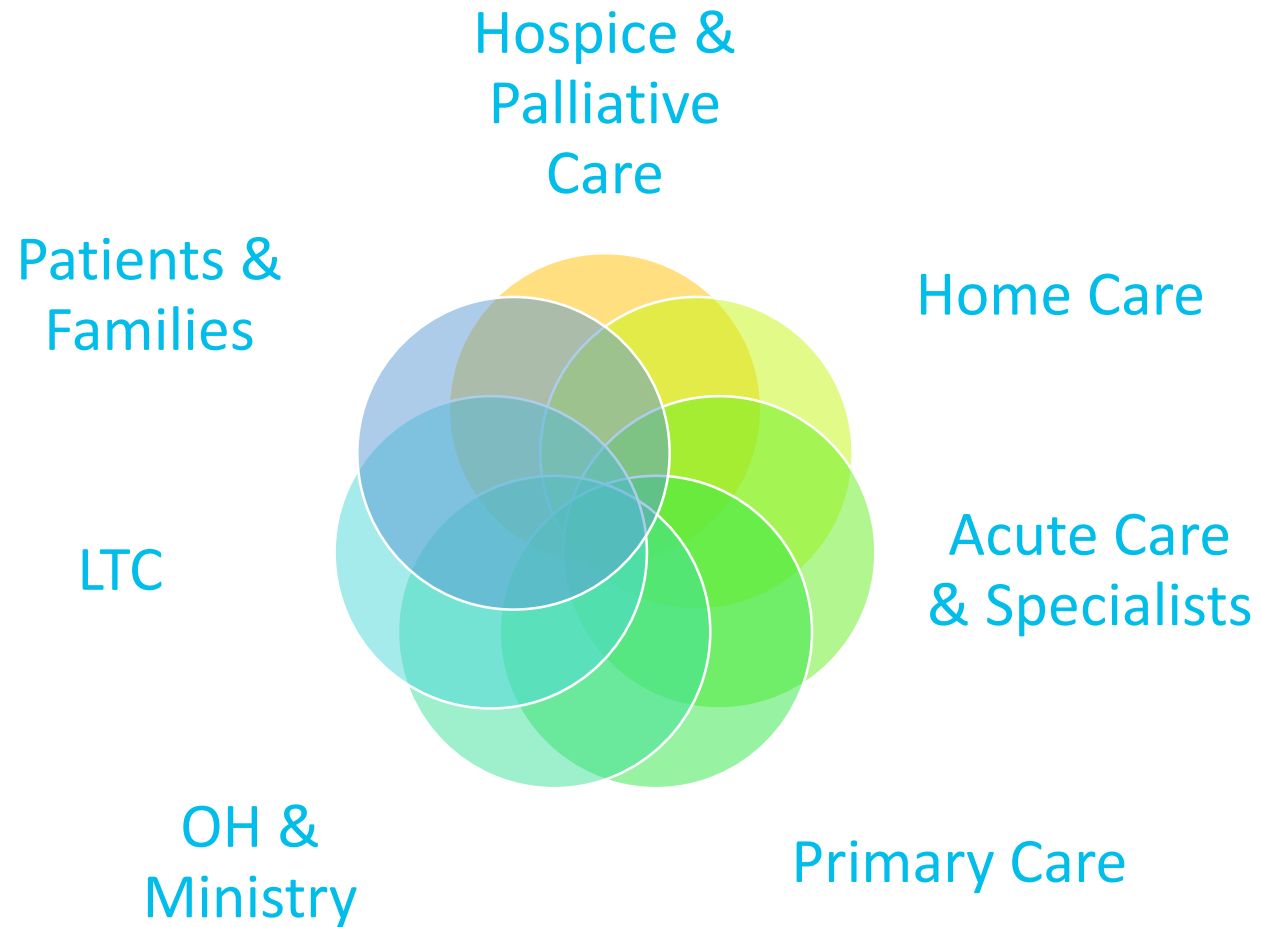 Hospice &
Palliative
Care
Patients &
Families
Home Care
Acute Care
& Specialists
LTC
OH &
Ministry
Primary Care